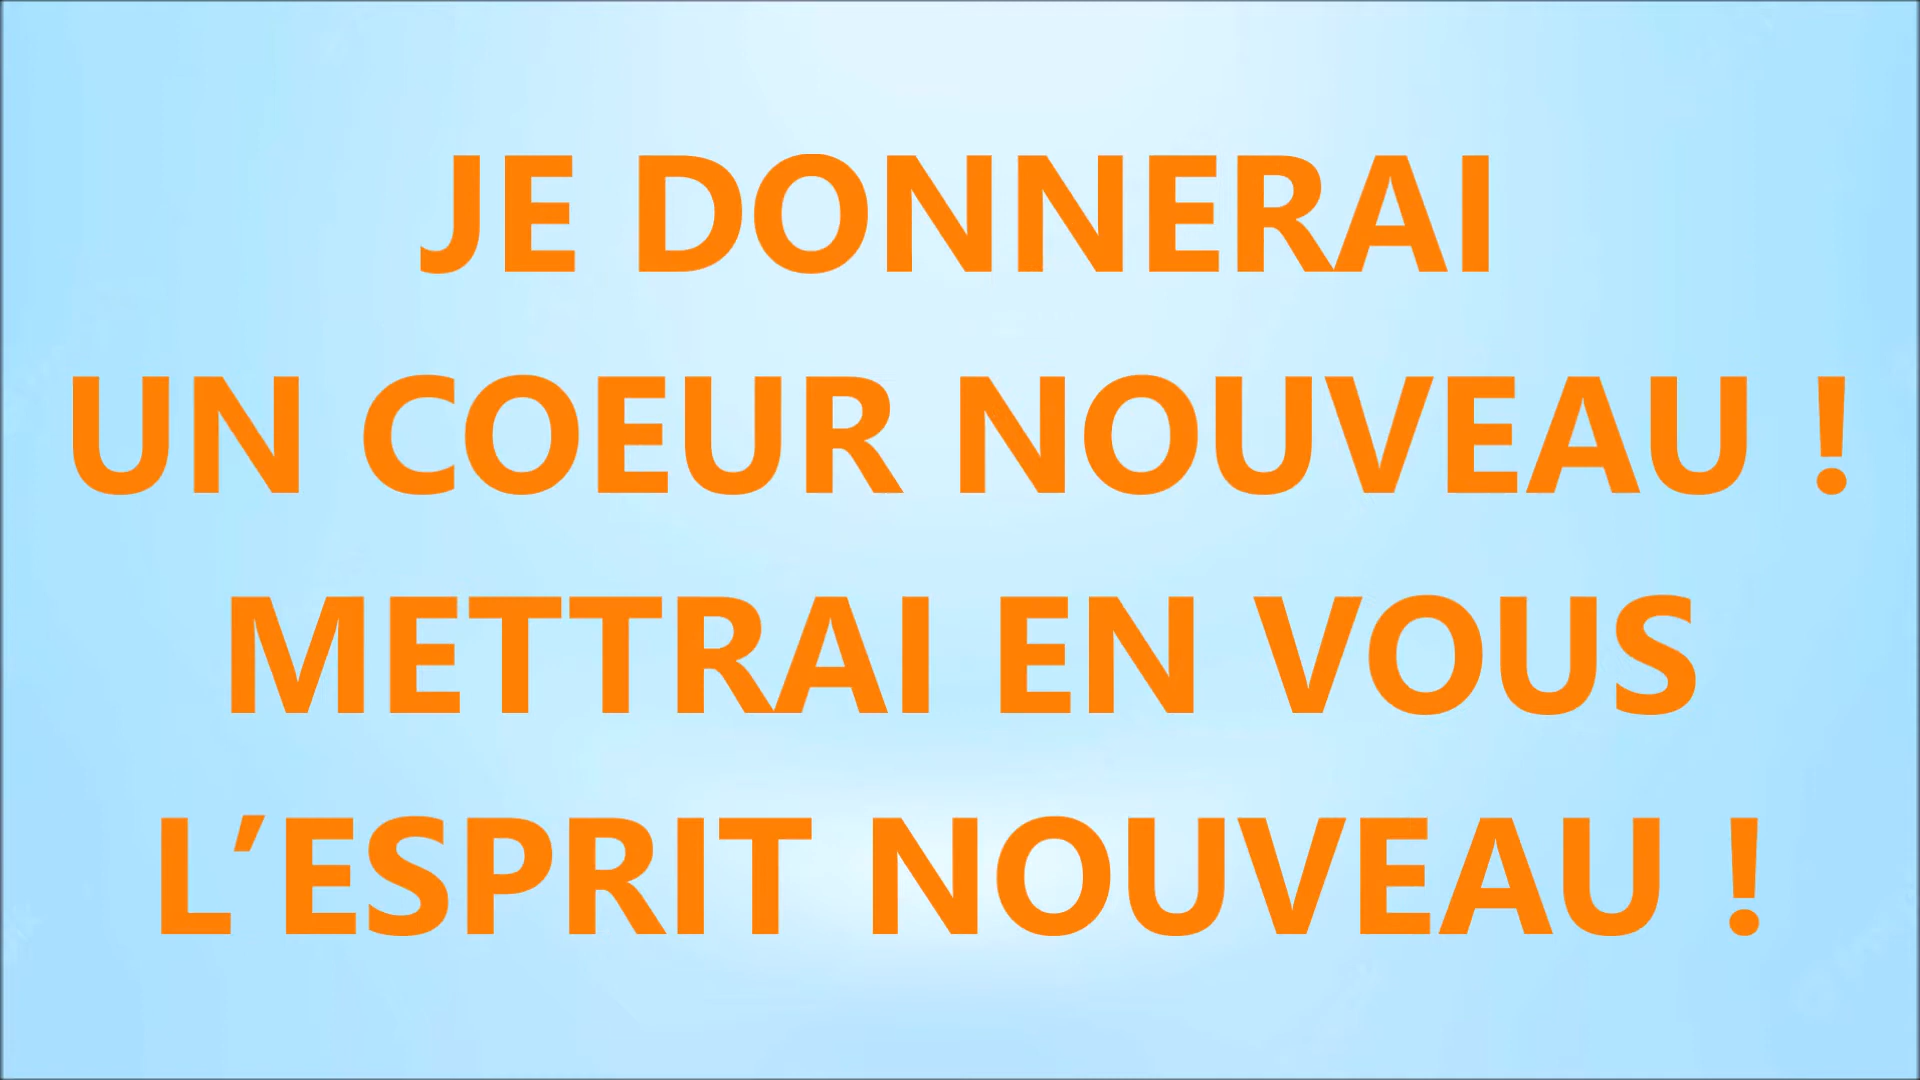 JE DONNERAI
UN COEUR NOUVEAU !
METTRAI EN VOUS
L’ESPRIT NOUVEAU !